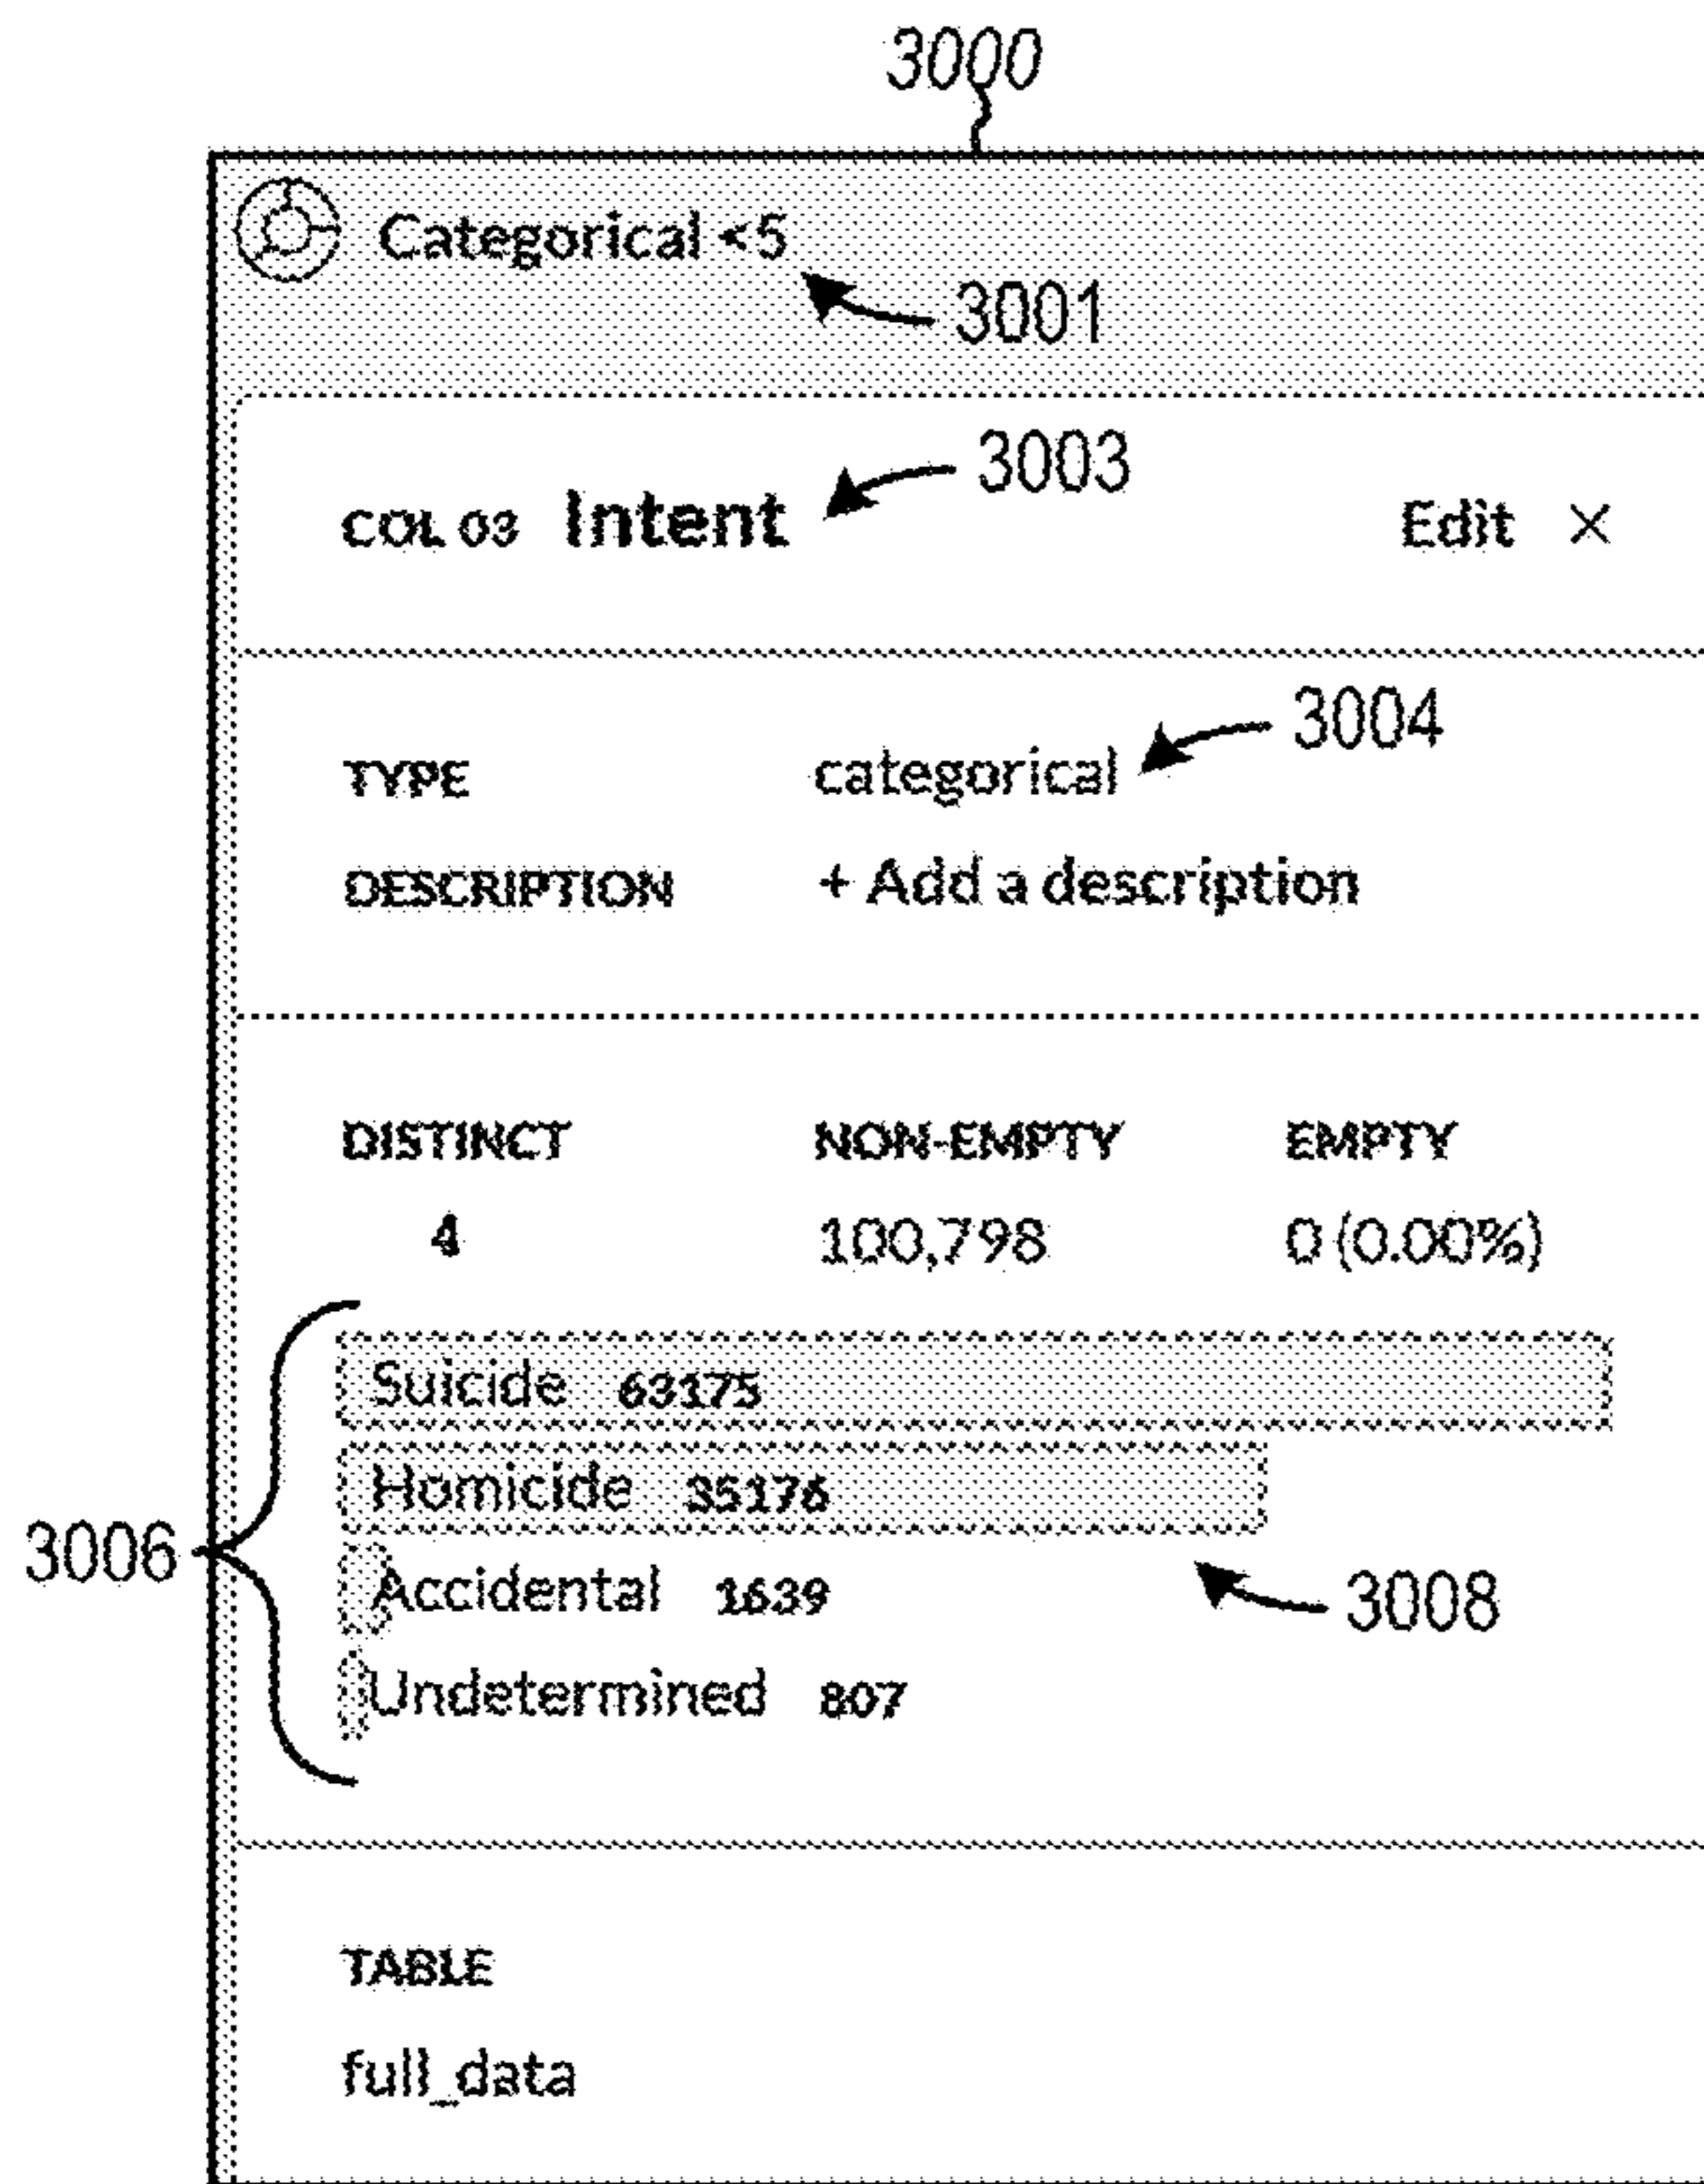 3000
Categorical <5
3001
3003
COL 03 Intent Edit ×
3004
TYPE categorical
DESCRIPTION + Add a description
DISTINCT NON-EMPTY EMPTY
4 100,798 0 (0.00%)
Suicide 63175
Homicide 35176
3006
Accidental 1639
3008
Undetermined 807
TABLE
full_data